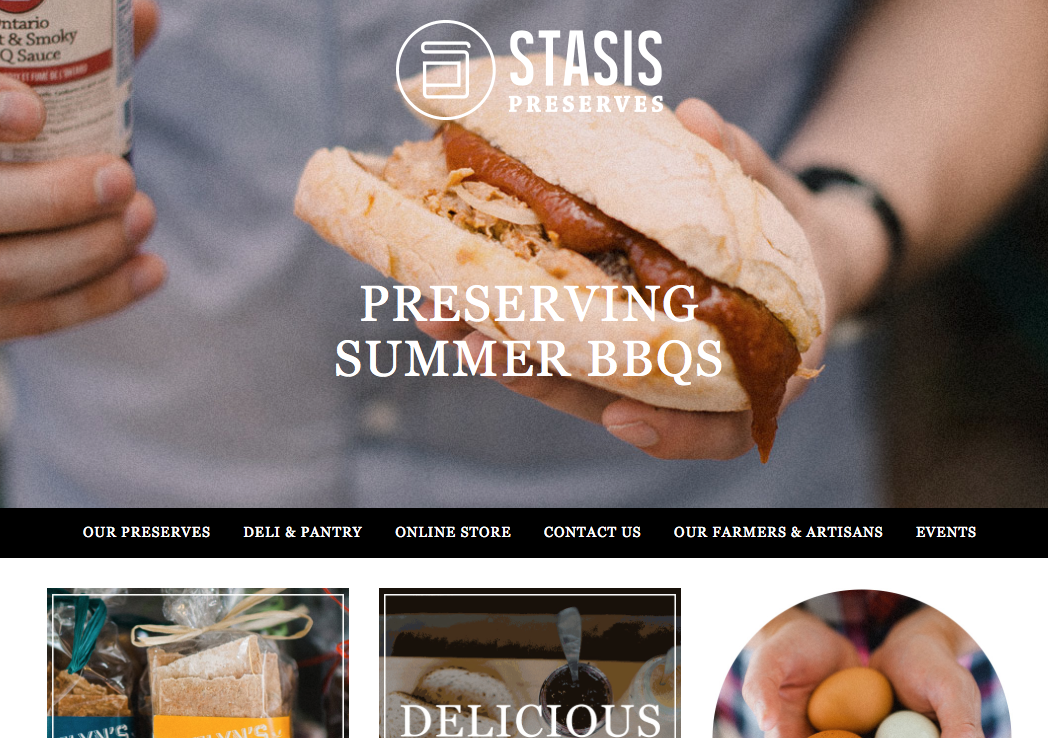 ntario
t & Smoky
Q Sauce
STASIS
PRESERVES
PRESERVING
SUMMER BBQS
OUR PRESERVES DELI & PANTRY ONLINE STORE CONTACT US OUR FARMERS & ARTISANS EVENTS
DELICIOUS